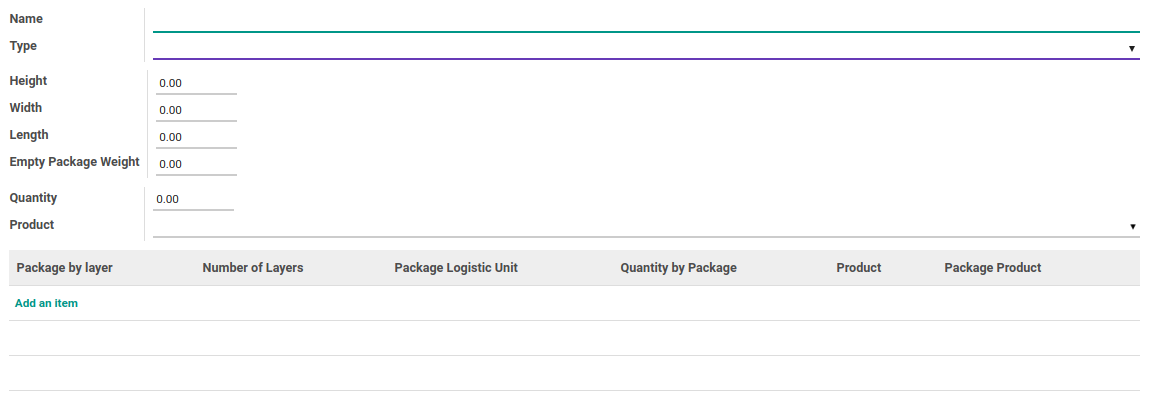 Name
Type
Height 0.00
Width 0.00
Length 0.00
Empty Package Weight 0.00
Quantity 0.00
Product
Package by layer Number of Layers Package Logistic Unit Quantity by Package Product Package Product
Add an item